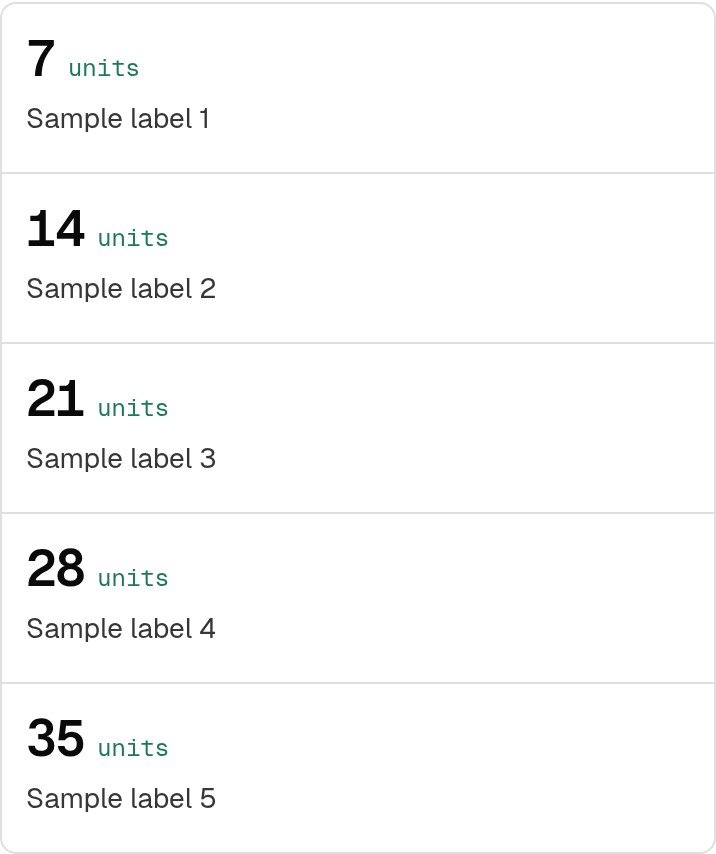 7 units
Sample label 1
14 units
Sample label 2
21 units
Sample label 3
28 units
Sample label 4
35 units
Sample label 5